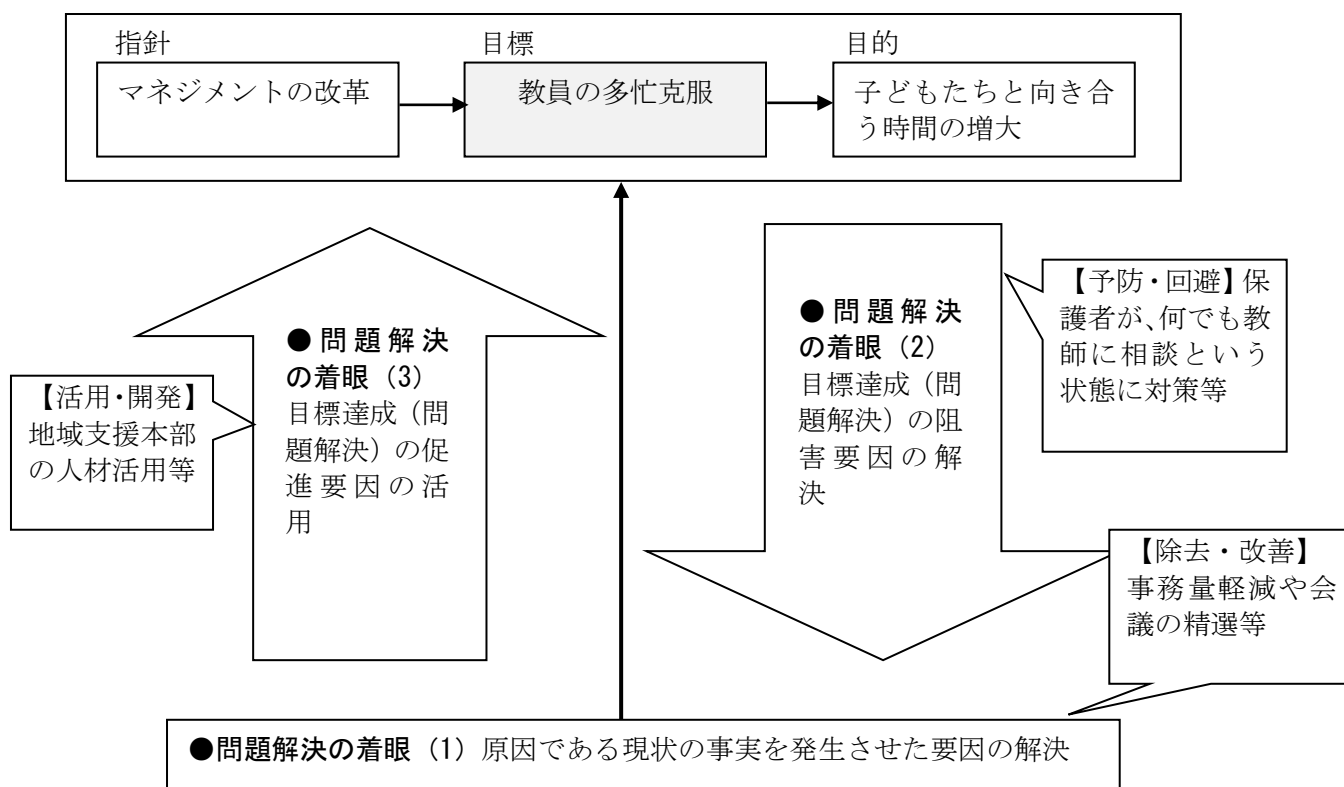 指針
マネジメントの改革
目標
教員の多忙克服
目的
子どもたちと向き合
う時間の増大
●問題解決
の着眼（3）
目標達成（問
題解決）の促
進要因の活
用
【活用・開発】
地域支援本部
の人材活用等
●問題解決
の着眼（2）
目標達成（問
題解決）の阻
害要因の解
決
【予防・回避】保
護者が、何でも教
師に相談という
状態に対策等
【除去・改善】
事務量軽減や会
議の精選等
●問題解決の着眼（1）原因である現状の事実を発生させた要因の解決